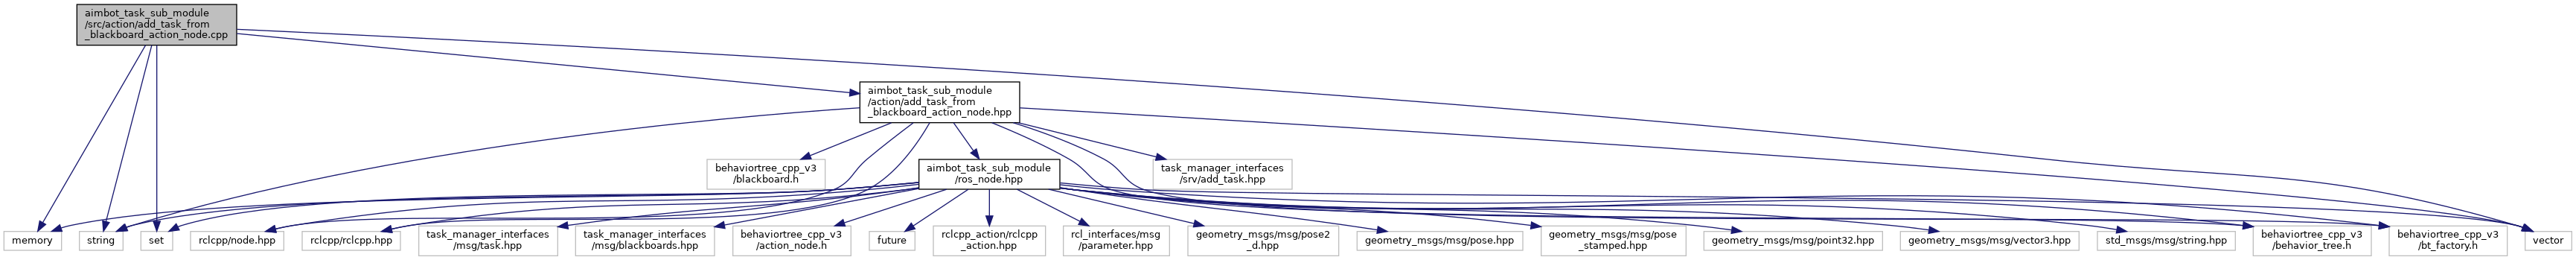 aimbot_task_sub_module
/src/action/add_task_from
_blackboard_action_node.cpp
aimbot_task_sub_module
/action/add_task_from
_blackboard_action_node.hpp
behaviortree_cpp_v3
/blackboard.h
aimbot_task_sub_module
/ros_node.hpp
task_manager_interfaces
/srv/add_task.hpp
memory
string
set
rclcpp/node.hpp
rclcpp/rclcpp.hpp
task_manager_interfaces
/msg/task.hpp
task_manager_interfaces
/msg/blackboards.hpp
behaviortree_cpp_v3
/action_node.h
future
rclcpp_action/rclcpp
_action.hpp
rcl_interfaces/msg
/parameter.hpp
geometry_msgs/msg/pose2
_d.hpp
geometry_msgs/msg/pose.hpp
geometry_msgs/msg/pose
_stamped.hpp
geometry_msgs/msg/point32.hpp
geometry_msgs/msg/vector3.hpp
std_msgs/msg/string.hpp
behaviortree_cpp_v3
/behavior_tree.h
behaviortree_cpp_v3
/bt_factory.h
vector